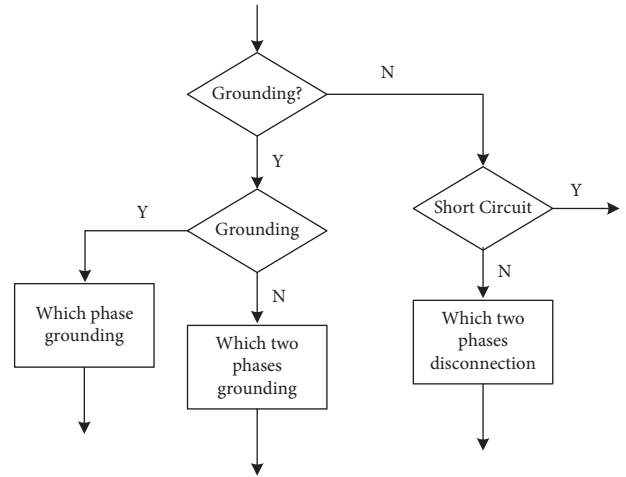 N
Grounding?
Y
Y
Short Circuit
Y
Grounding
N
N
Which phase
grounding
Which two
phases
grounding
Which two
phases
disconnection